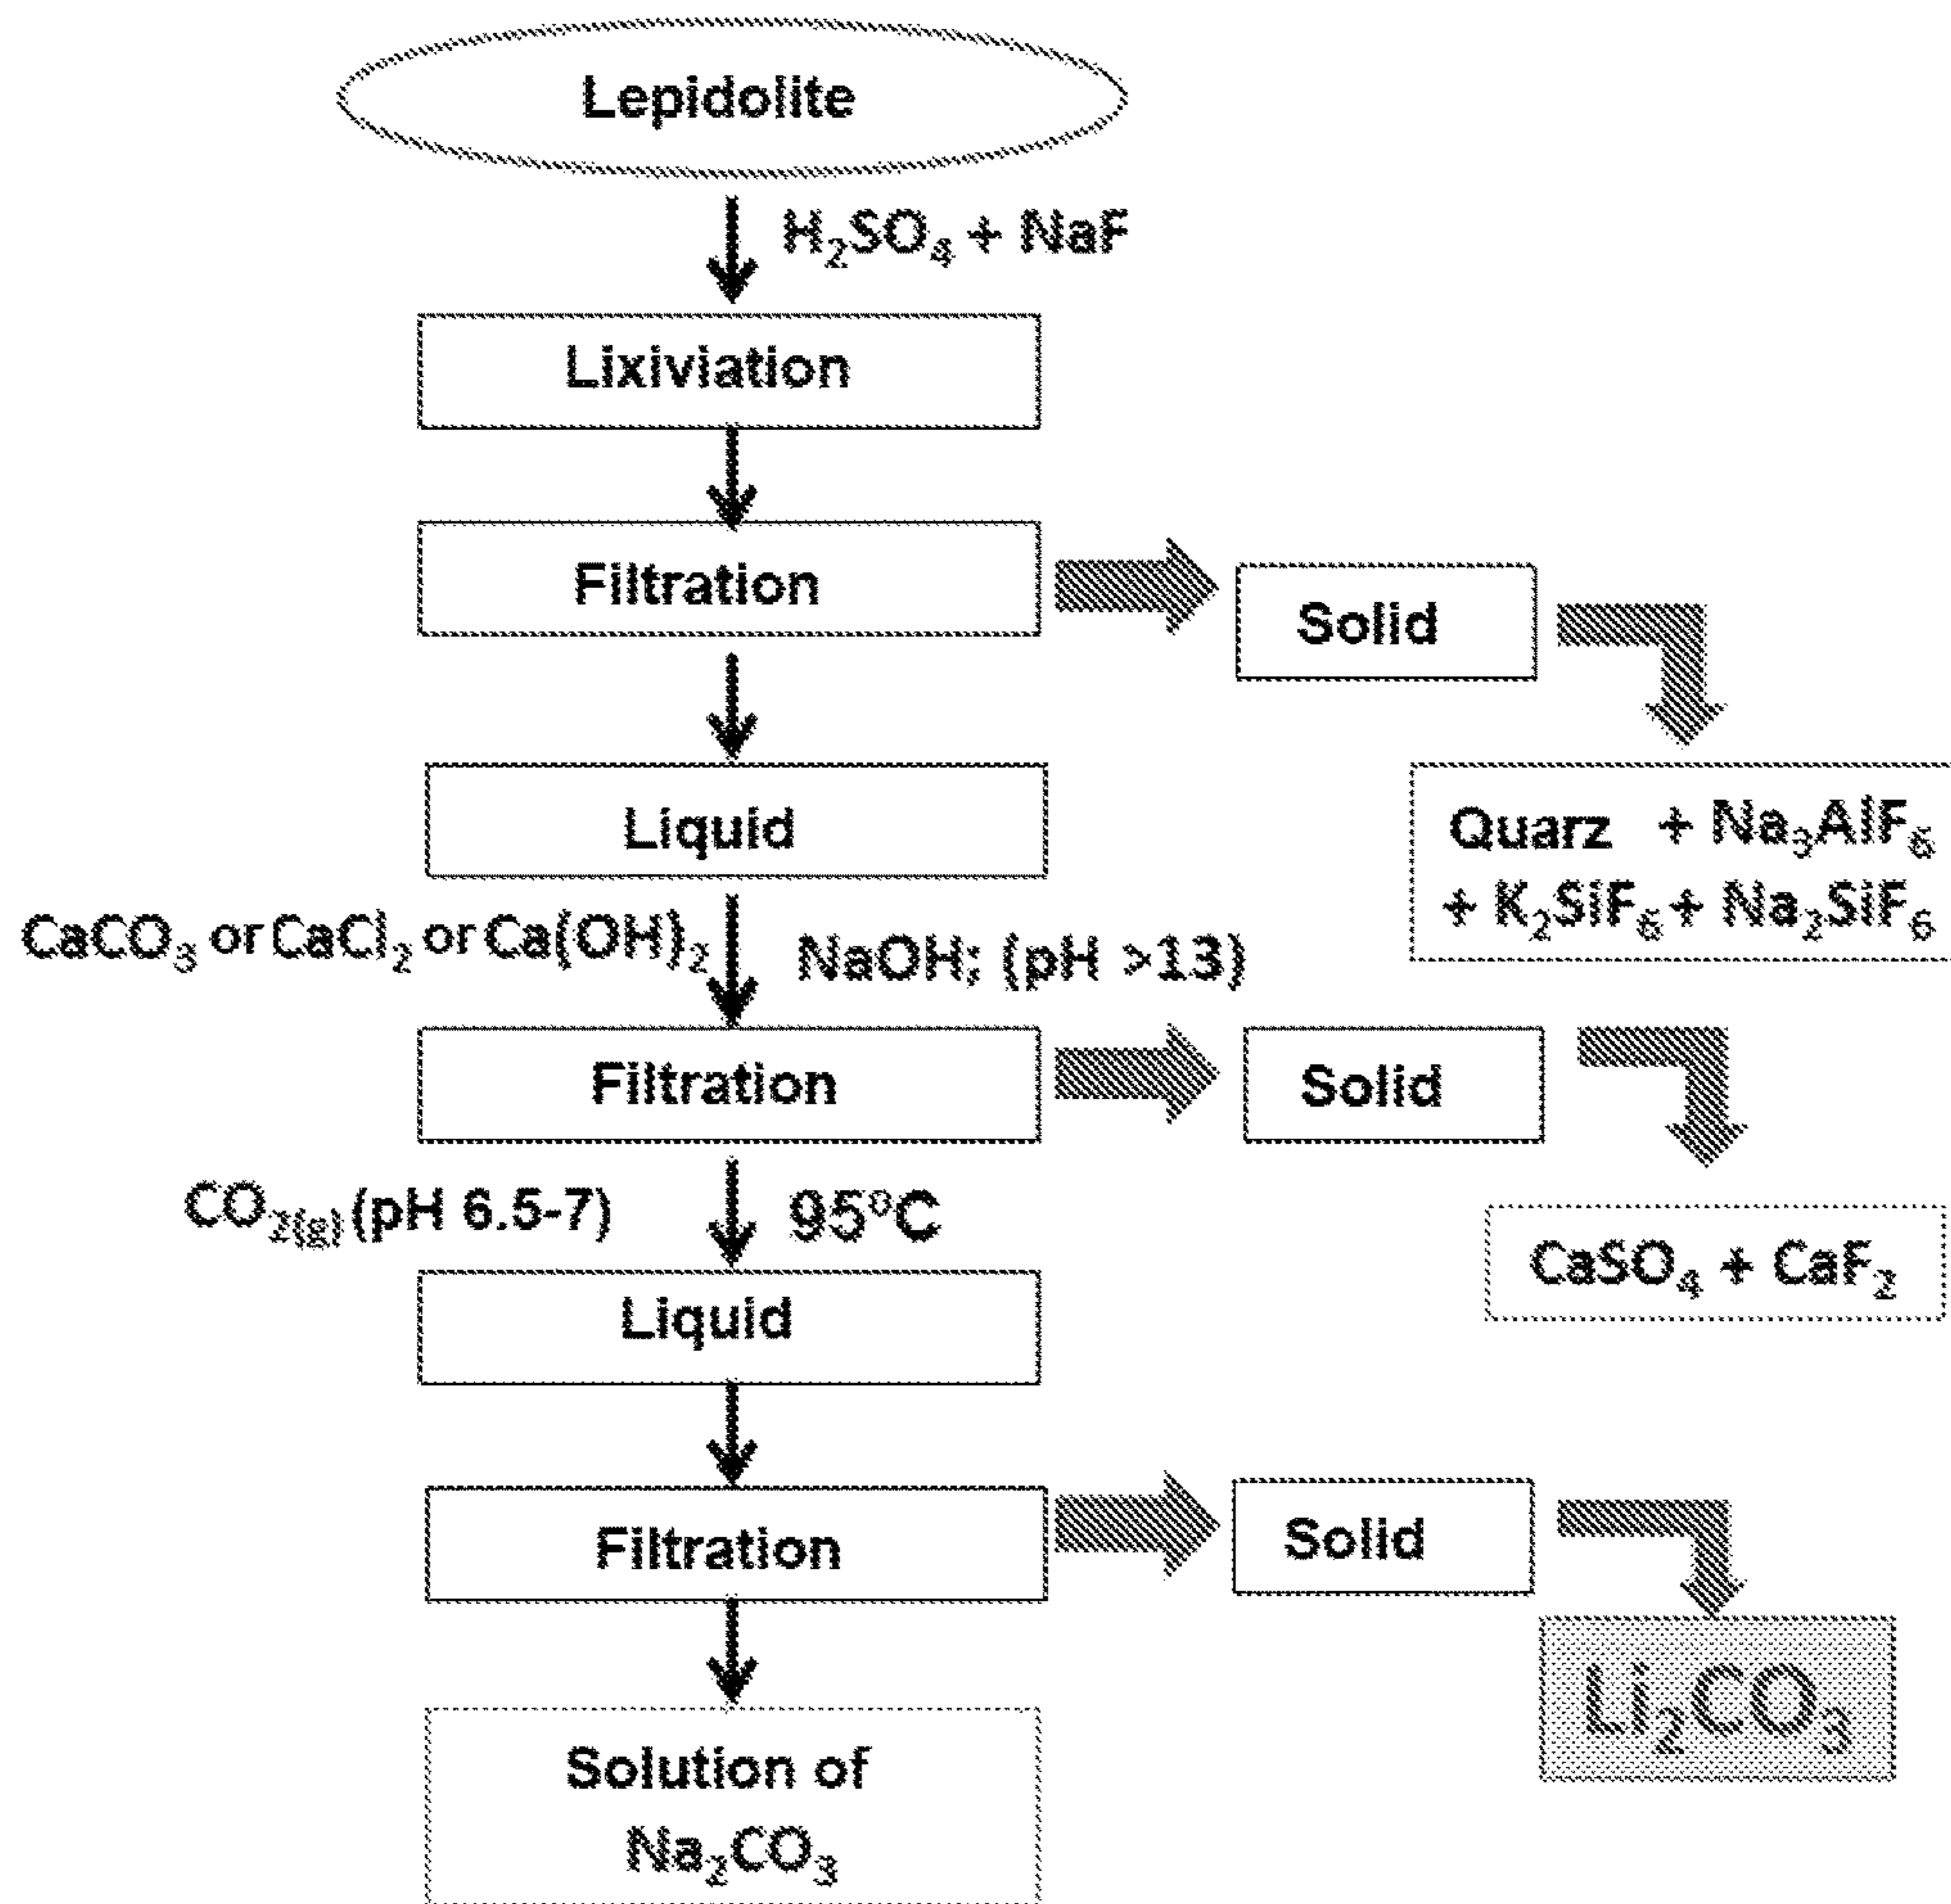 Lepidolite
H₂SO₄ + NaF
Lixiviation
Filtration
Solid
Liquid
Quarz + Na₃AlF₆
+ K₂SiF₆ + Na₂SiF₆
CaCO₃ or CaCl₂ or Ca(OH)₂
NaOH; (pH >13)
Filtration
Solid
CO₂(g) (pH 6.5-7)
95ºC
CaSO₄ + CaF₂
Liquid
Filtration
Solid
Li₂CO₃
Solution of
Na₂CO₃